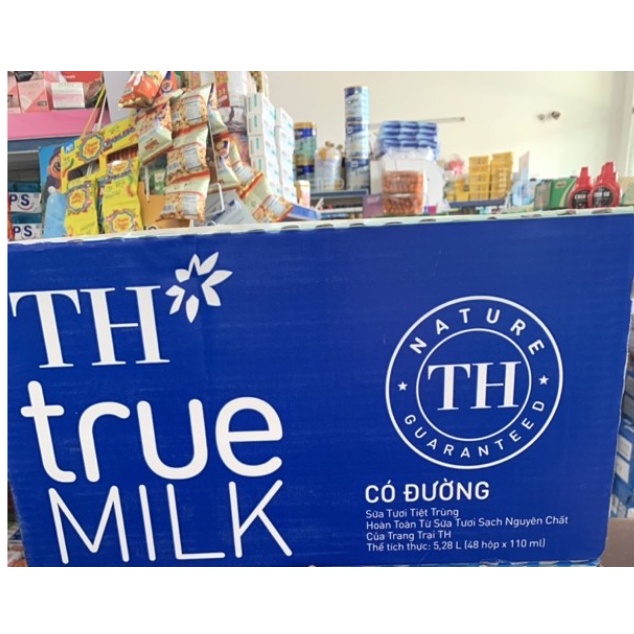 TH
true
MILK
NATURE
TH
GUARANTEED
CÓ ĐƯỜNG
Sữa Tươi Tiệt Trùng
Hoàn Toàn Từ Sữa Tươi Sạch Nguyên Chất
Của Trang Trại TH
Thể tích thực: 5,28 L (48 hộp x 110 ml)